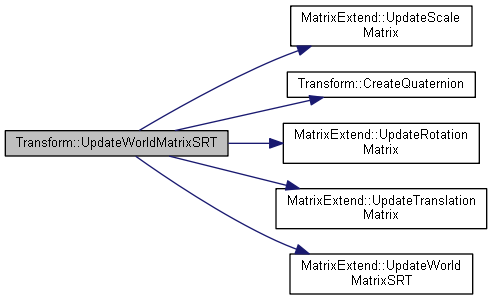 MatrixExtend::UpdateScale
Matrix
Transform::CreateQuaternion
Transform::UpdateWorldMatrixSRT
MatrixExtend::UpdateRotation
Matrix
MatrixExtend::UpdateTranslation
Matrix
MatrixExtend::UpdateWorld
MatrixSRT